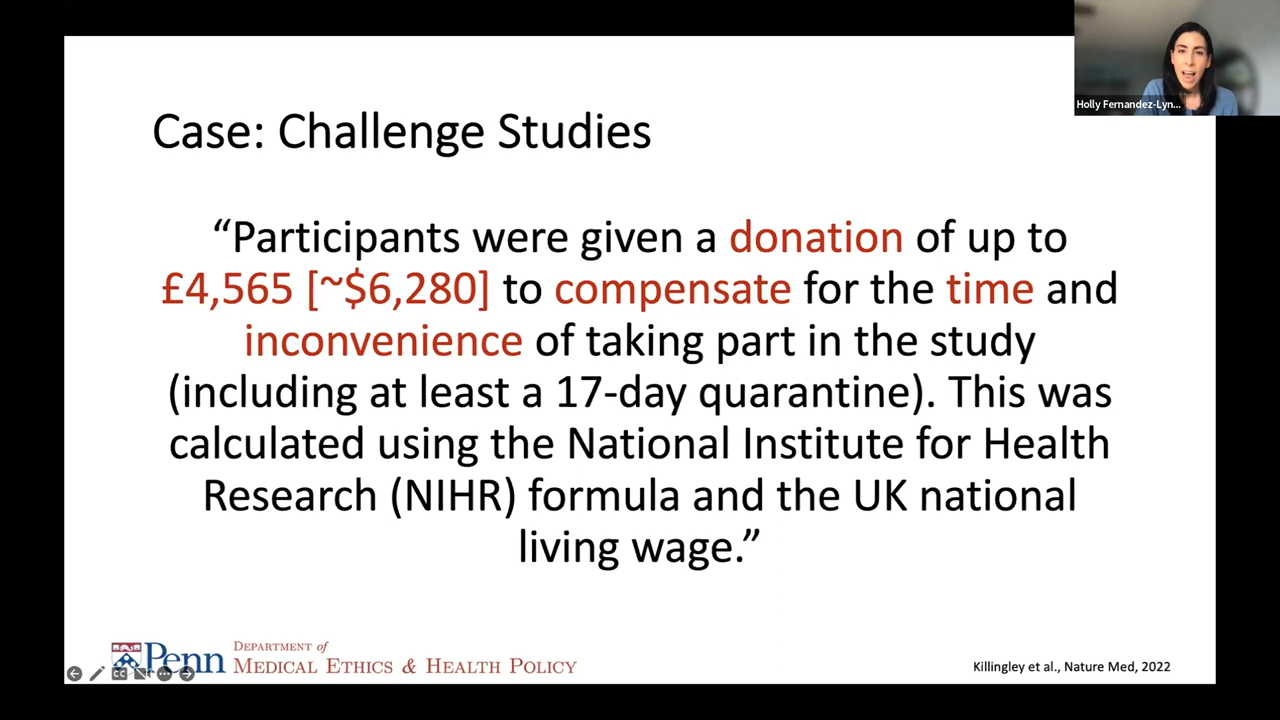 Holly Fernandez-Lyn...
Case: Challenge Studies
“Participants were given a donation of up to
£4,565 [~$6,280] to compensate for the time and
inconvenience of taking part in the study
(including at least a 17-day quarantine). This was
calculated using the National Institute for Health
Research (NIHR) formula and the UK national
living wage.”
Penn
DEPARTMENT of
MEDICAL ETHICS & HEALTH POLICY
CC
Killingley et al., Nature Med, 2022